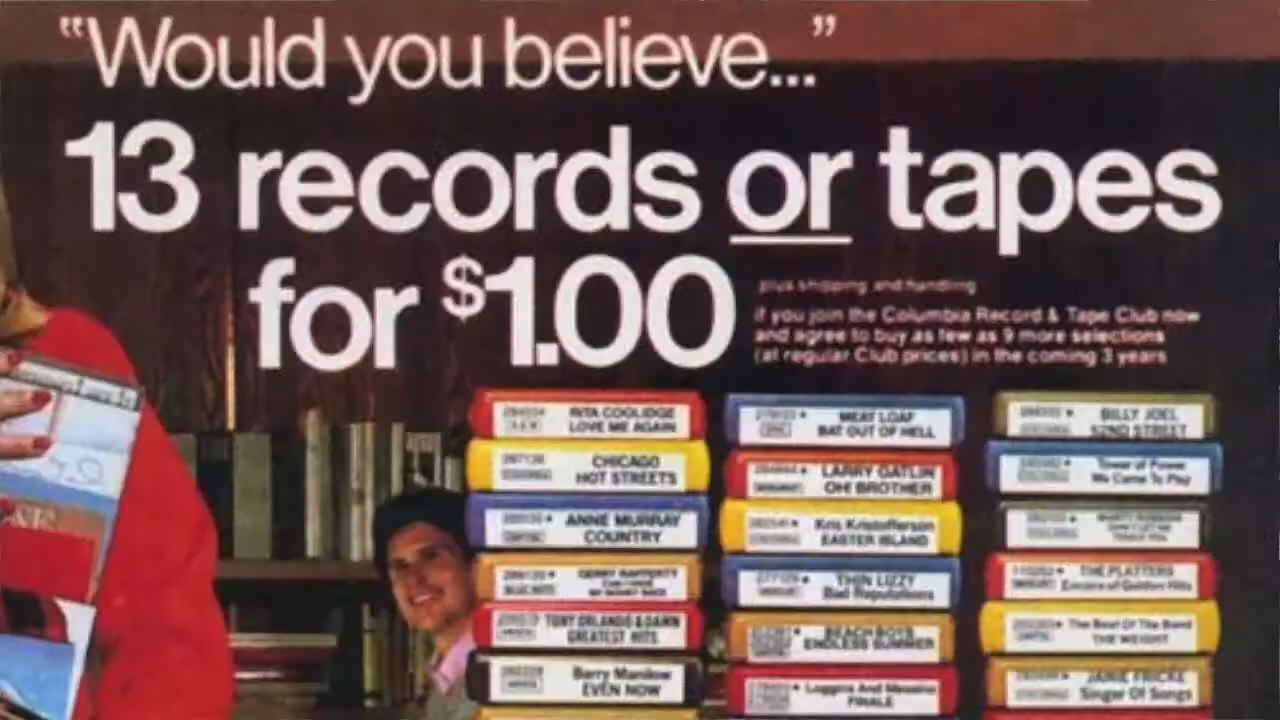 "Would you believe..."
13 records or tapes
for $1.00
plus shipping and handling
if you join the Columbia Record & Tape Club now
and agree to buy as few as 9 more selections
(at regular Club prices) in the coming 3 years
RITA COOLIDGE
LOVE ME AGAIN
CHICAGO
HOT STREETS
ANNE MURRAY
COUNTRY
GERRY RAFFERTY
TONY ORLANDO & DAWN
GREATEST HITS
Barry Manilow
EVEN NOW
MEAT LOAF
BAT OUT OF HELL
LARRY GATLIN
OH! BROTHER
Kris Kristofferson
EASTER ISLAND
THIN LIZZY
Bad Reputations
BEACH BOYS
ENDLESS SUMMER
Loggins And Messina
FINALE
BILLY JOEL
52ND STREET
Tower of Power
We Came To Play
THE PLATTERS
Encore of Golden Hits
The Best Of The Band
THE WEIGHT
JANIE FRICKE
Singer Of Songs